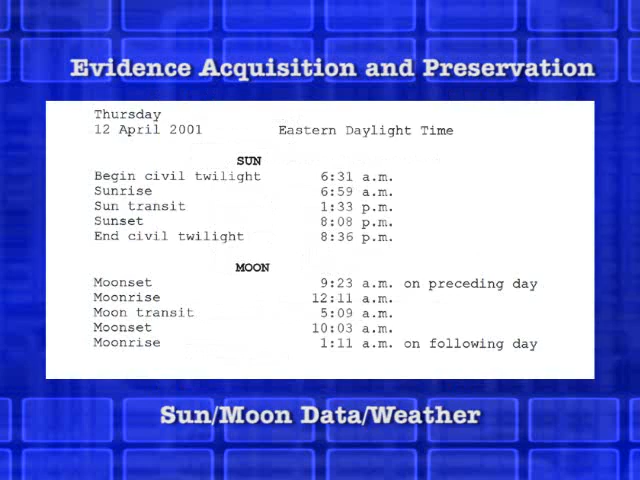 Evidence Acquisition and Preservation
Thursday
12 April 2001 Eastern Daylight Time
SUN
Begin civil twilight 6:31 a.m.
Sunrise 6:59 a.m.
Sun transit 1:33 p.m.
Sunset 8:08 p.m.
End civil twilight 8:36 p.m.
MOON
Moonset 9:23 a.m. on preceding day
Moonrise 12:11 a.m.
Moon transit 5:09 a.m.
Moonset 10:03 a.m.
Moonrise 1:11 a.m. on following day
Sun/Moon Data/Weather